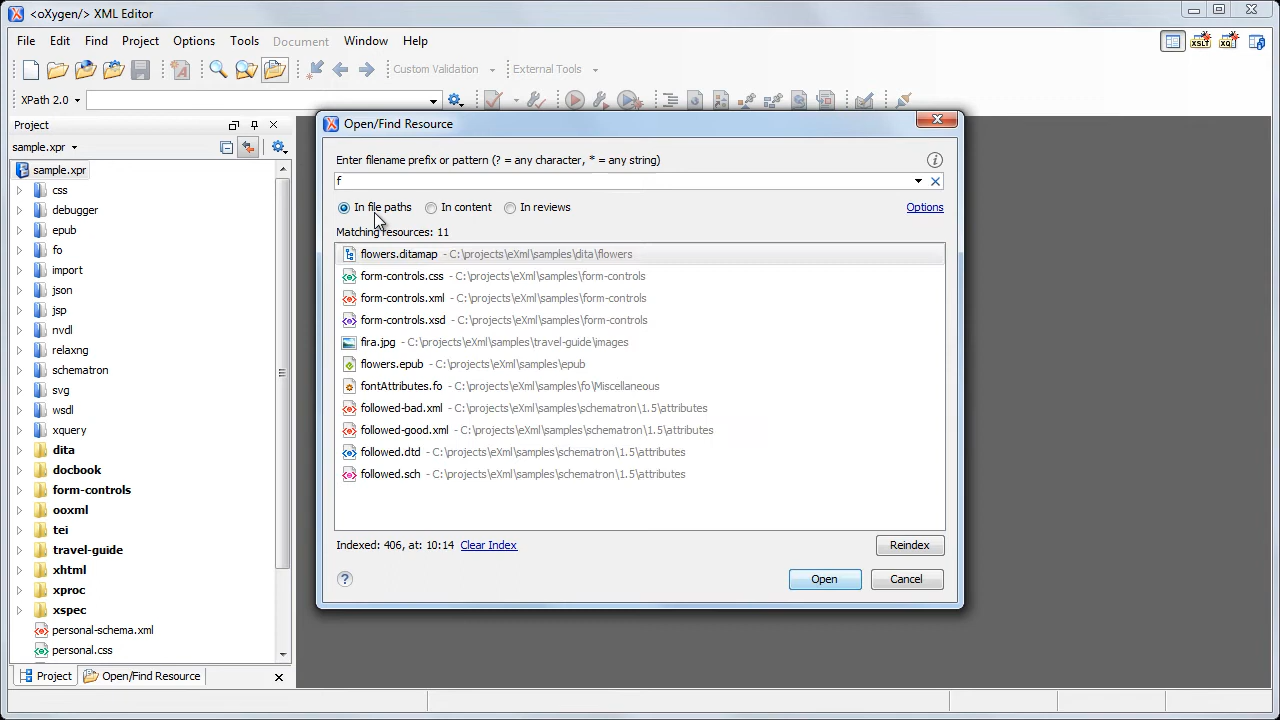 <oXygen/> XML Editor
File Edit Find Project Options Tools Document Window Help
Custom Validation External Tools
XPath 2.0
Project
sample.xpr
sample.xpr
css
debugger
epub
fo
import
json
jsp
nvdl
relaxng
schematron
svg
wsdl
xquery
dita
docbook
form-controls
ooxml
tei
travel-guide
xhtml
xproc
xspec
personal-schema.xml
personal.css
Project Open/Find Resource
Open/Find Resource
Enter filename prefix or pattern (? = any character, * = any string)
f
In file paths In content In reviews Options
Matching resources: 11
flowers.ditamap - C:\projects\eXml\samples\dita\flowers
form-controls.css - C:\projects\eXml\samples\form-controls
form-controls.xml - C:\projects\eXml\samples\form-controls
form-controls.xsd - C:\projects\eXml\samples\form-controls
fira.jpg - C:\projects\eXml\samples\travel-guide\images
flowers.epub - C:\projects\eXml\samples\epub
fontAttributes.fo - C:\projects\eXml\samples\fo\Miscellaneous
followed-bad.xml - C:\projects\eXml\samples\schematron\1.5\attributes
followed-good.xml - C:\projects\eXml\samples\schematron\1.5\attributes
followed.dtd - C:\projects\eXml\samples\schematron\1.5\attributes
followed.sch - C:\projects\eXml\samples\schematron\1.5\attributes
Indexed: 406, at: 10:14 Clear Index Reindex
Open Cancel